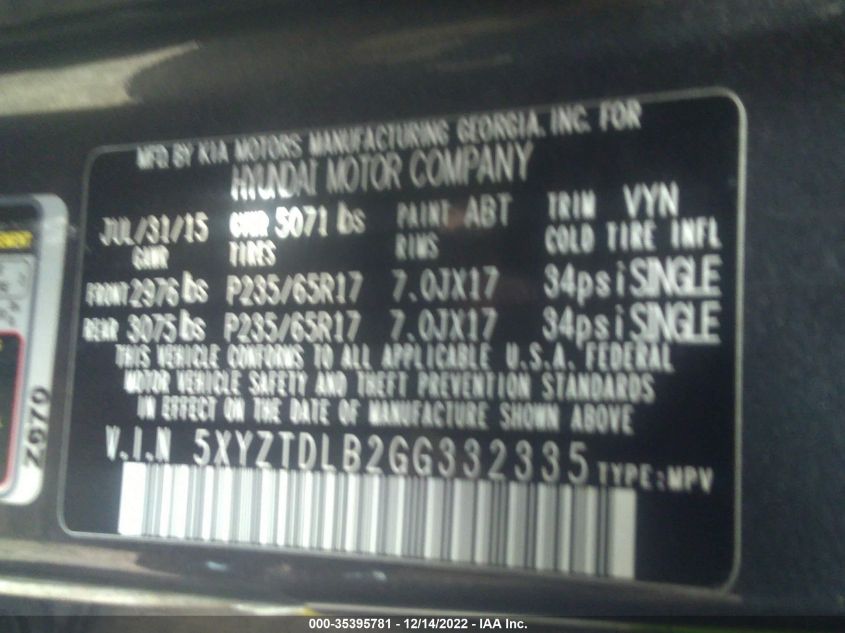 MFD BY KIA MOTORS MANUFACTURING GEORGIA, INC. FOR
HYUNDAI MOTOR COMPANY
JUL/31/15 GVWR 5071 lbs PAINT ABT TRIM VYN
GAWR TIRES RIMS COLD TIRE INFL
FRONT 2976 lbs P235/65R17 7.0JX17 34psi SINGLE
REAR 3075 lbs P235/65R17 7.0JX17 34psi SINGLE
THIS VEHICLE CONFORMS TO ALL APPLICABLE U.S.A. FEDERAL
MOTOR VEHICLE SAFETY AND THEFT PREVENTION STANDARDS
IN EFFECT ON THE DATE OF MANUFACTURE SHOWN ABOVE
V.I.N 5XYZTDLB2GG332335 TYPE:MPV
000-35395781 - 12/14/2022 - IAA Inc.